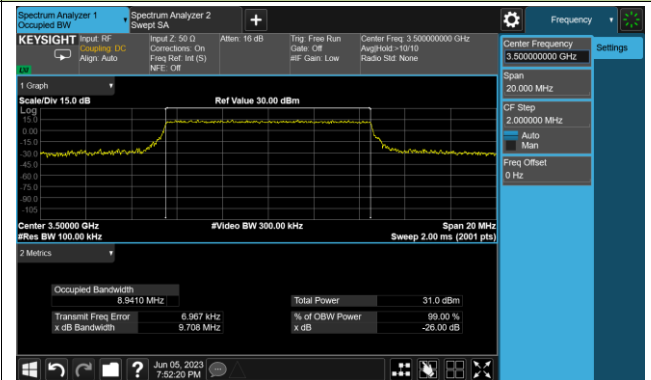 Spectrum Analyzer 1
Occupied BW
Spectrum Analyzer 2
Swept SA
+
Frequency
KEYSIGHT
Input: RF
Coupling: DC
Align: Auto
Input Z: 50 Ω
Corrections: On
Freq Ref: Int (S)
NFE: Off
Atten: 16 dB
Trig: Free Run
Gate: Off
#IF Gain: Low
Center Freq: 3.500000000 GHz
Avg|Hold:>10/10
Radio Std: None
Center Frequency
3.500000000 GHz
Settings
Span
20.000 MHz
CF Step
2.000000 MHz
Auto
Man
Freq Offset
0 Hz
1 Graph
Scale/Div 15.0 dB
Ref Value 30.00 dBm
Log
15.0
0.00
-15.0
-30.0
-45.0
-60.0
-75.0
-90.0
-105
Center 3.50000 GHz
#Video BW 300.00 kHz
Span 20 MHz
#Res BW 100.00 kHz
Sweep 2.00 ms (2001 pts)
2 Metrics
Occupied Bandwidth
8.9410 MHz
Total Power
31.0 dBm
Transmit Freq Error
6.967 kHz
% of OBW Power
99.00 %
x dB Bandwidth
9.708 MHz
x dB
-26.00 dB
?
Jun 05, 2023
7:52:20 PM